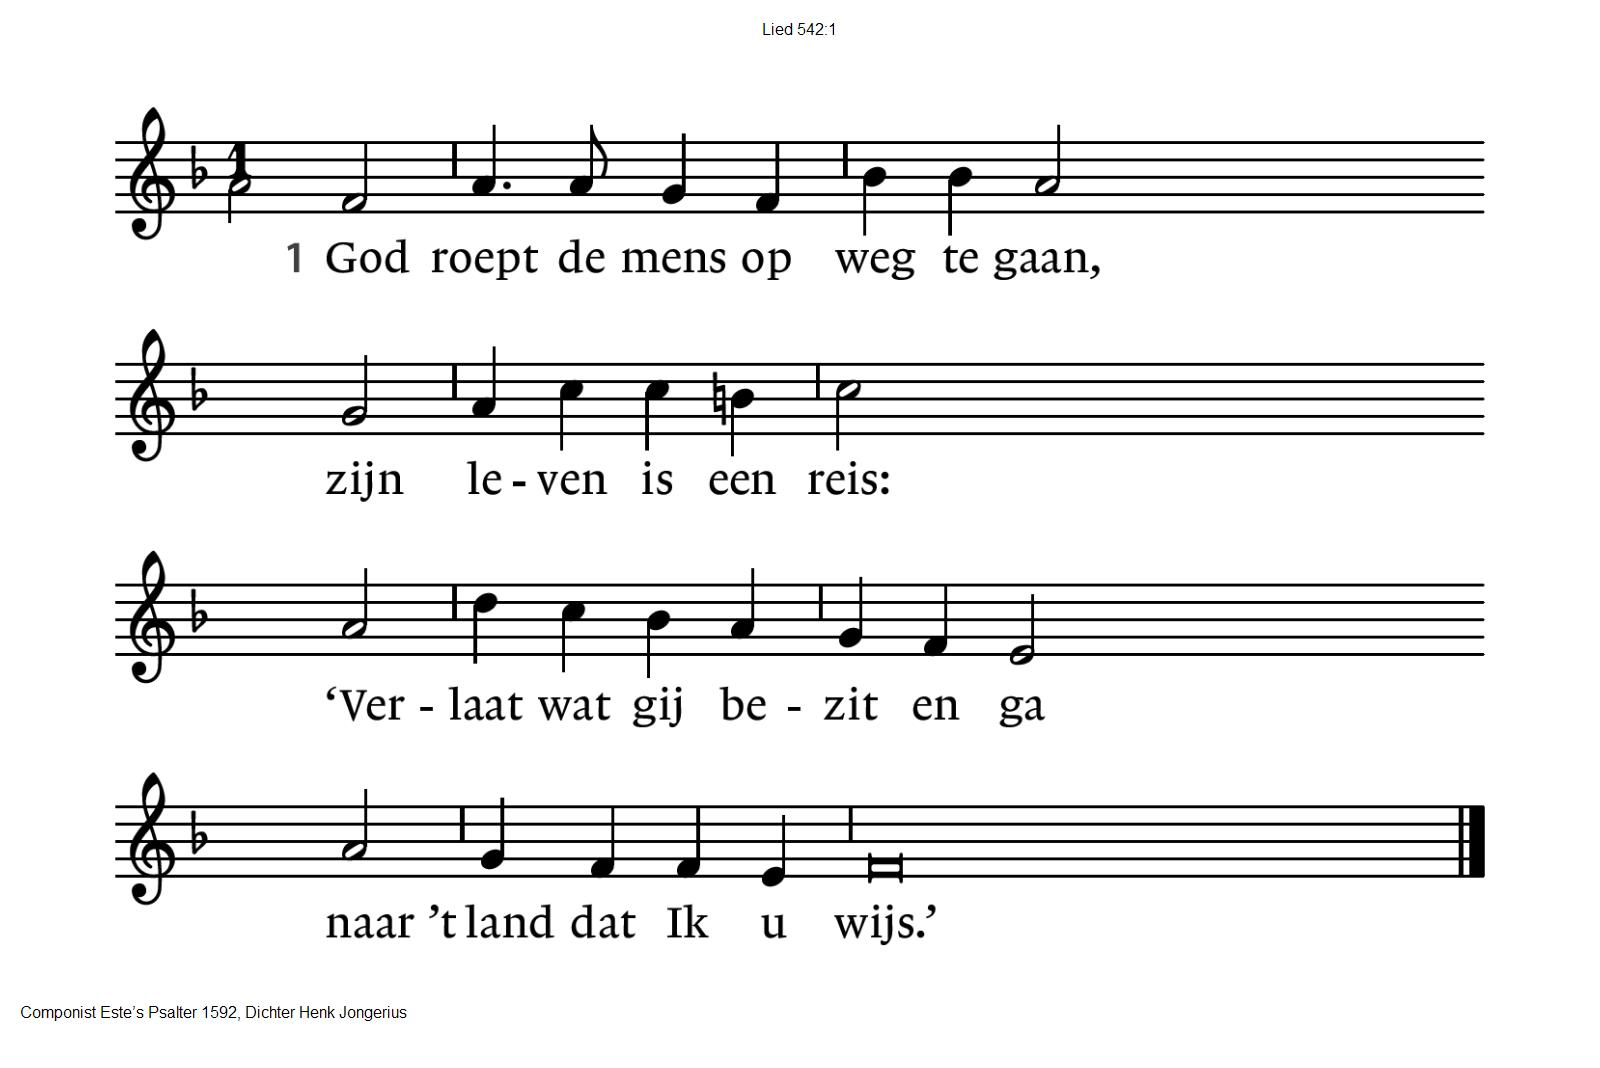 Lied 542:1
1
1 God roept de mens op weg te gaan,
zijn le - ven is een reis:
‘Ver - laat wat gij be - zit en ga
naar ’t land dat Ik u wijs.’
Componist Este’s Psalter 1592, Dichter Henk Jongerius